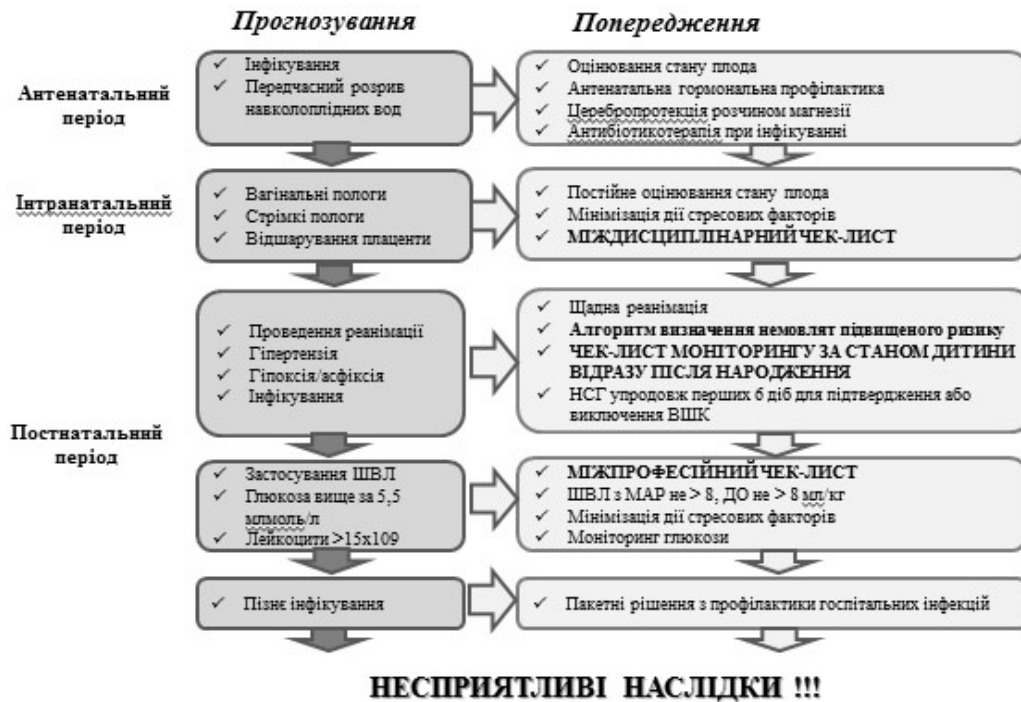 Прогнозування
Попередження
Антенатальний
період
✓ Інфікування
✓ Передчасний розрив
навколоплідних вод
✓ Оцінювання стану плода
✓ Антенатальна гормональна профілактика
✓ Церебропротекція розчином магнезії
✓ Антибіотикотерапія при інфікуванні
Інтранатальний
період
✓ Вагінальні пологи
✓ Стрімкі пологи
✓ Відшарування плаценти
✓ Постійне оцінювання стану плода
✓ Мінімізація дії стресових факторів
✓ МІЖДИСЦИПЛІНАРНИЙ ЧЕК-ЛИСТ
Постнатальний
період
✓ Проведення реанімації
✓ Гіпертензія
✓ Гіпоксія/асфіксія
✓ Інфікування
✓ Щадна реанімація
✓ Алгоритм визначення немовлят підвищеного ризику
✓ ЧЕК-ЛИСТ МОНІТОРИНГУ ЗА СТАНОМ ДИТИНИ
ВІДРАЗУ ПІСЛЯ НАРОДЖЕННЯ
✓ НСГ упродовж перших 6 діб для підтвердження або
виключення ВШК
✓ Застосування ШВЛ
✓ Глюкоза вище за 5,5
млмоль/л
✓ Лейкоцити >15х109
✓ МІЖПРОФЕСІЙНИЙ ЧЕК-ЛИСТ
✓ ШВЛ з МАР не > 8, ДО не > 8 мл/кг
✓ Мінімізація дії стресових факторів
✓ Моніторинг глюкози
✓ Пізнє інфікування
✓ Пакетні рішення з профілактики госпітальних інфекцій
НЕСПРИЯТЛИВІ НАСЛІДКИ !!!